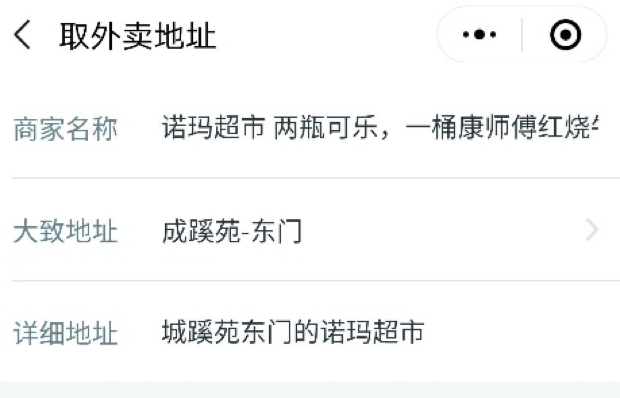 取外卖地址
商家名称 诺玛超市 两瓶可乐，一桶康师傅红烧
大致地址 成蹊苑-东门
详细地址 城蹊苑东门的诺玛超市